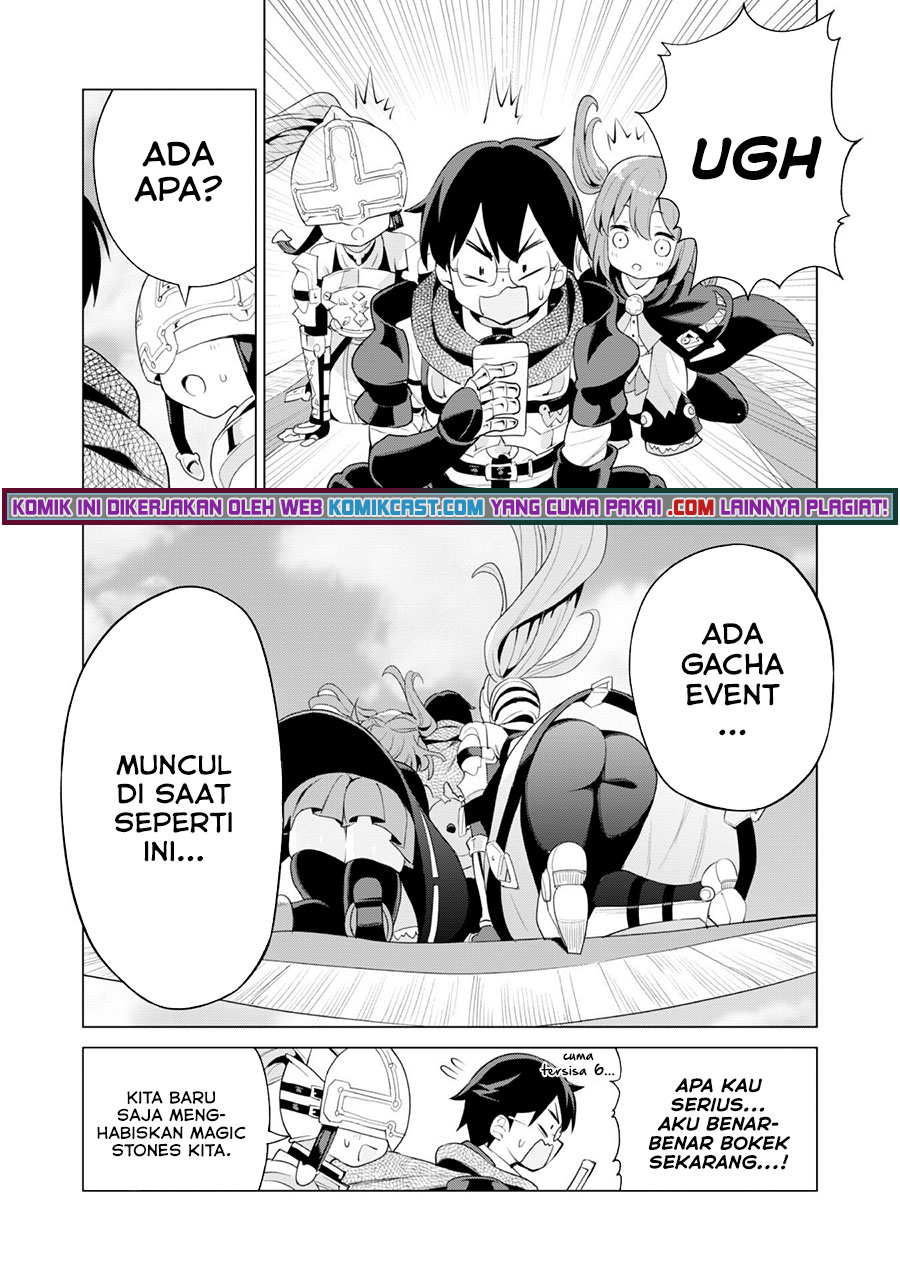 UGH
ADA
APA?
KOMIK INI DIKERJAKAN OLEH WEB KOMIKCAST.COM YANG CUMA PAKAI .COM LAINNYA PLAGIAT!
ADA
GACHA
EVENT
...
MUNCUL
DI SAAT
SEPERTI
INI...
APA KAU
SERIUS...
AKU BENAR-
BENAR BOKEK
SEKARANG...!
cuma
tersisa 6...
KITA BARU
SAJA MENG-
HABISKAN MAGIC
STONES KITA.